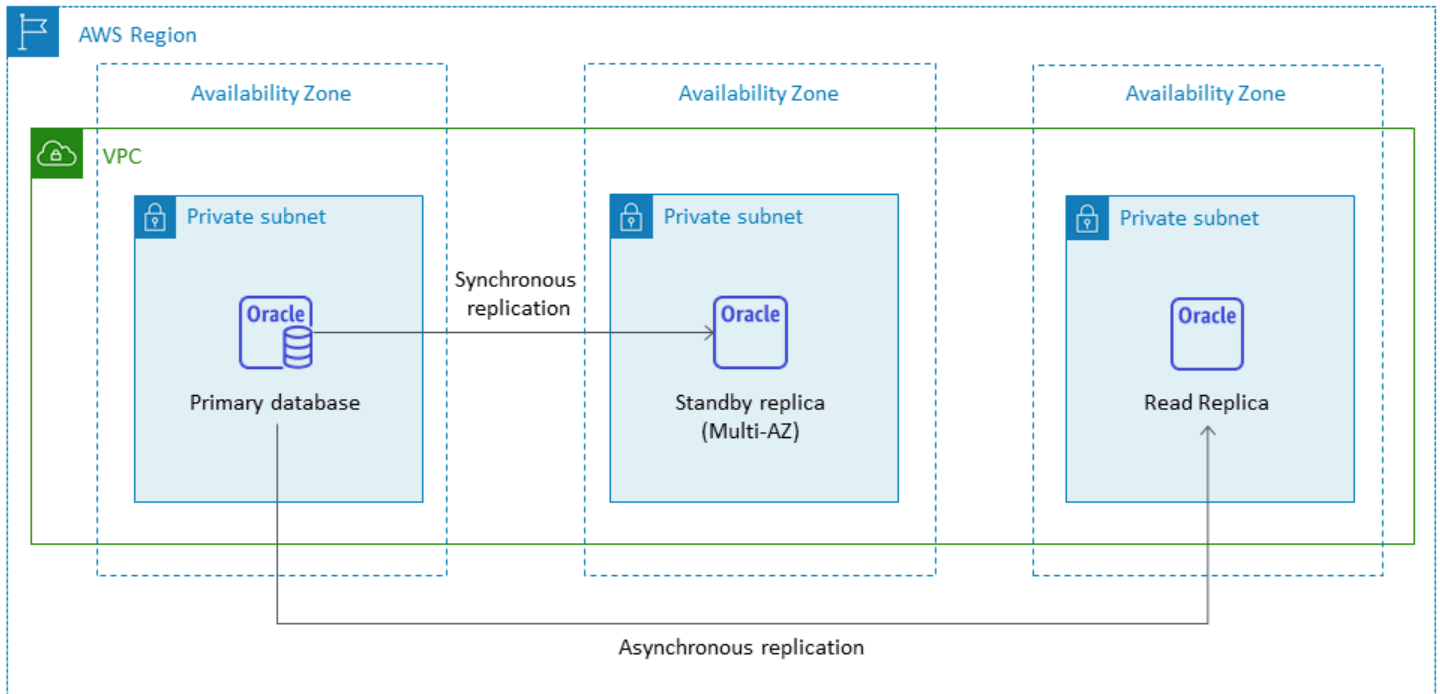 AWS Region
Availability Zone
Availability Zone
Availability Zone
VPC
Private subnet
Private subnet
Private subnet
Synchronous
replication
Oracle
Oracle
Oracle
Primary database
Standby replica
(Multi-AZ)
Read Replica
Asynchronous replication